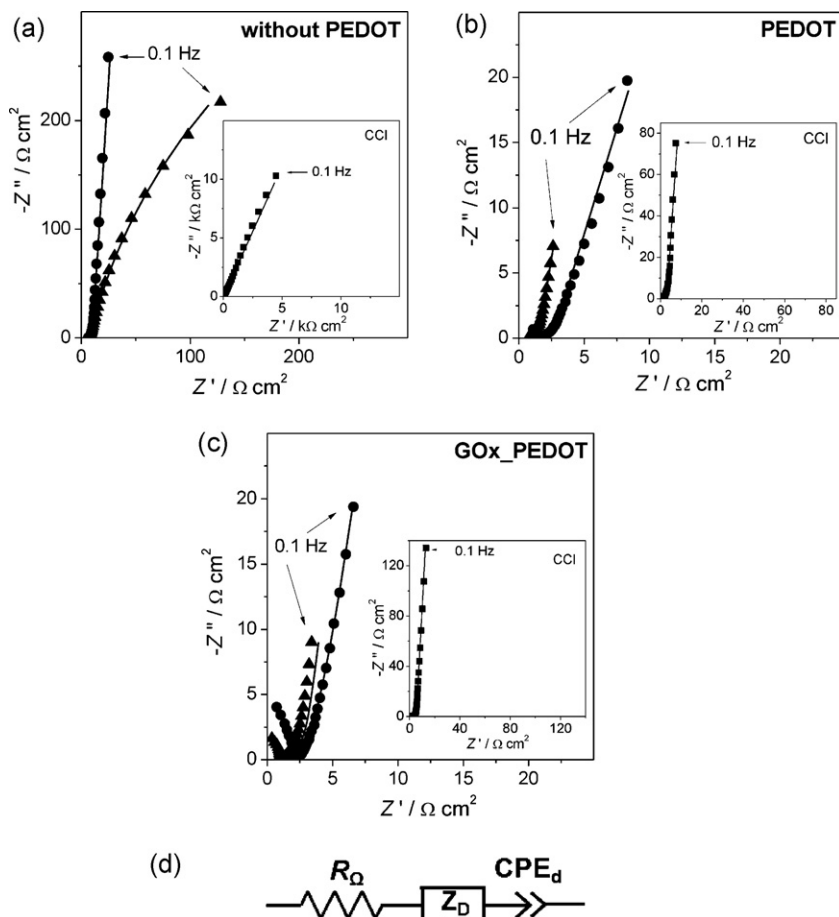 (a)
without PEDOT
0.1 Hz
-Z" / Ω cm²
200
100
0
0
100
200
Z' / Ω cm²
CCI
0.1 Hz
-Z" / kΩ cm²
10
5
0
0
5
10
Z' / kΩ cm²
(b)
PEDOT
0.1 Hz
-Z" / Ω cm²
20
15
10
5
0
0
5
10
15
20
Z' / Ω cm²
CCI
0.1 Hz
-Z" / Ω cm²
80
60
40
20
0
0
20
40
60
80
Z' / Ω cm²
(c)
GOx_PEDOT
0.1 Hz
-Z" / Ω cm²
20
15
10
5
0
0
5
10
15
20
Z' / Ω cm²
CCI
0.1 Hz
-Z" / Ω cm²
120
80
40
0
0
40
80
120
Z' / Ω cm²
(d)
RΩ
ZD
CPEd